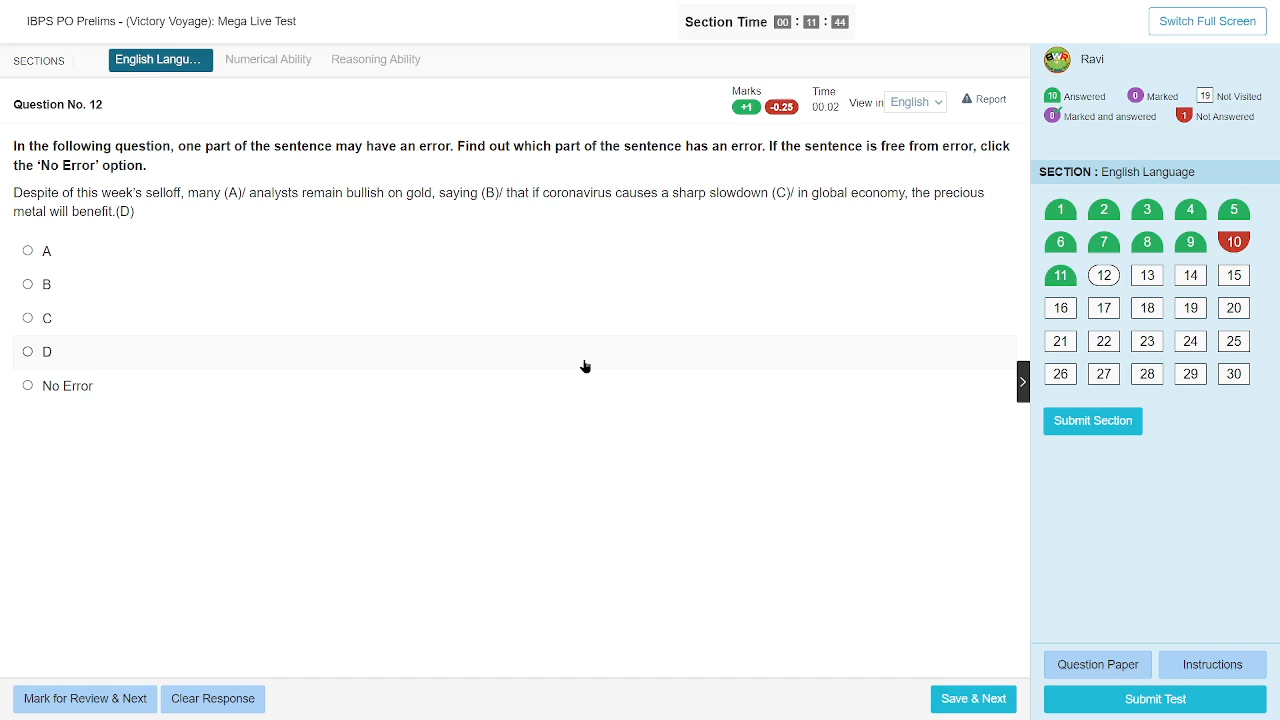 IBPS PO Prelims - (Victory Voyage): Mega Live Test
Section Time 00 : 11 : 44
Switch Full Screen
SECTIONS
English Langu...
Numerical Ability
Reasoning Ability
Ravi
Question No. 12
Marks
+1 -0.25
Time
00:02
View in English
Report
10 Answered
0 Marked
19 Not Visited
0 Marked and answered
1 Not Answered
In the following question, one part of the sentence may have an error. Find out which part of the sentence has an error. If the sentence is free from error, click
the ‘No Error’ option.
Despite of this week’s selloff, many (A)/ analysts remain bullish on gold, saying (B)/ that if coronavirus causes a sharp slowdown (C)/ in global economy, the precious
metal will benefit.(D)
A
B
C
D
No Error
SECTION : English Language
1 2 3 4 5
6 7 8 9 10
11 12 13 14 15
16 17 18 19 20
21 22 23 24 25
26 27 28 29 30
Submit Section
Question Paper
Instructions
Mark for Review & Next
Clear Response
Save & Next
Submit Test